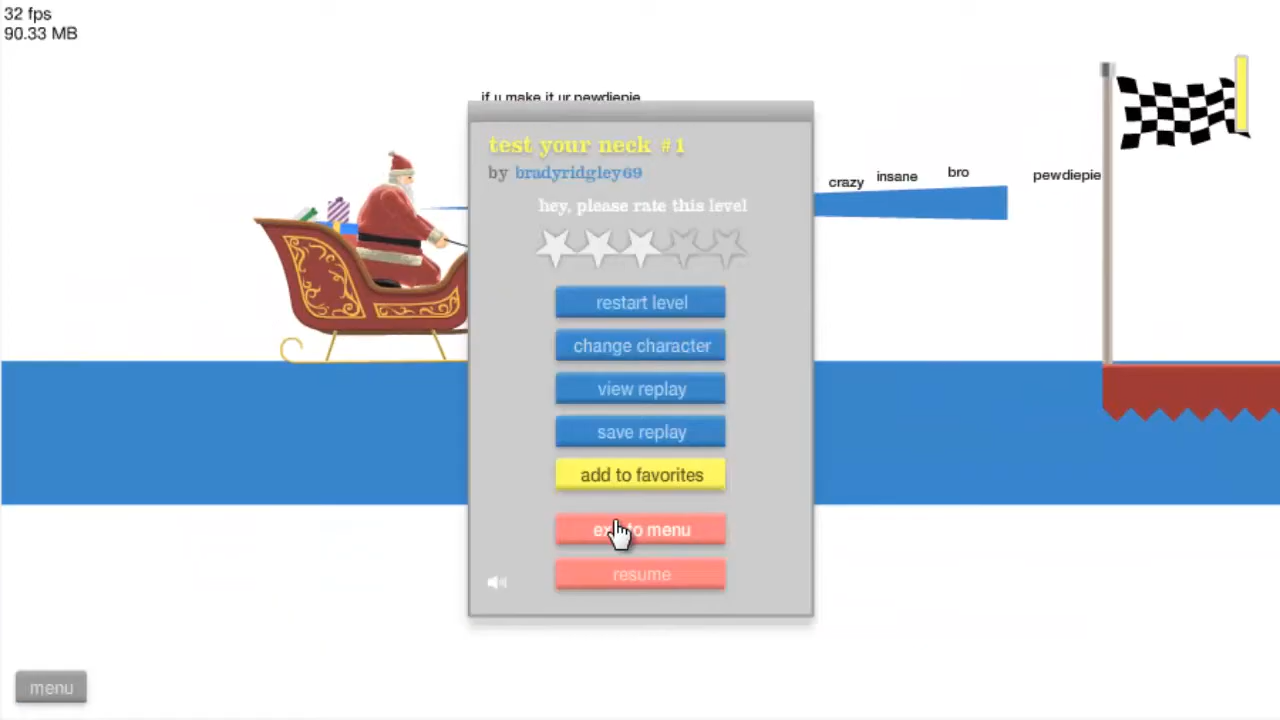 32 fps
90.33 MB
if u make it ur pewdiepie
test your neck #1
by bradyridgley69
hey, please rate this level
crazy insane bro pewdiepie
restart level
change character
view replay
save replay
add to favorites
exit to menu
resume
menu